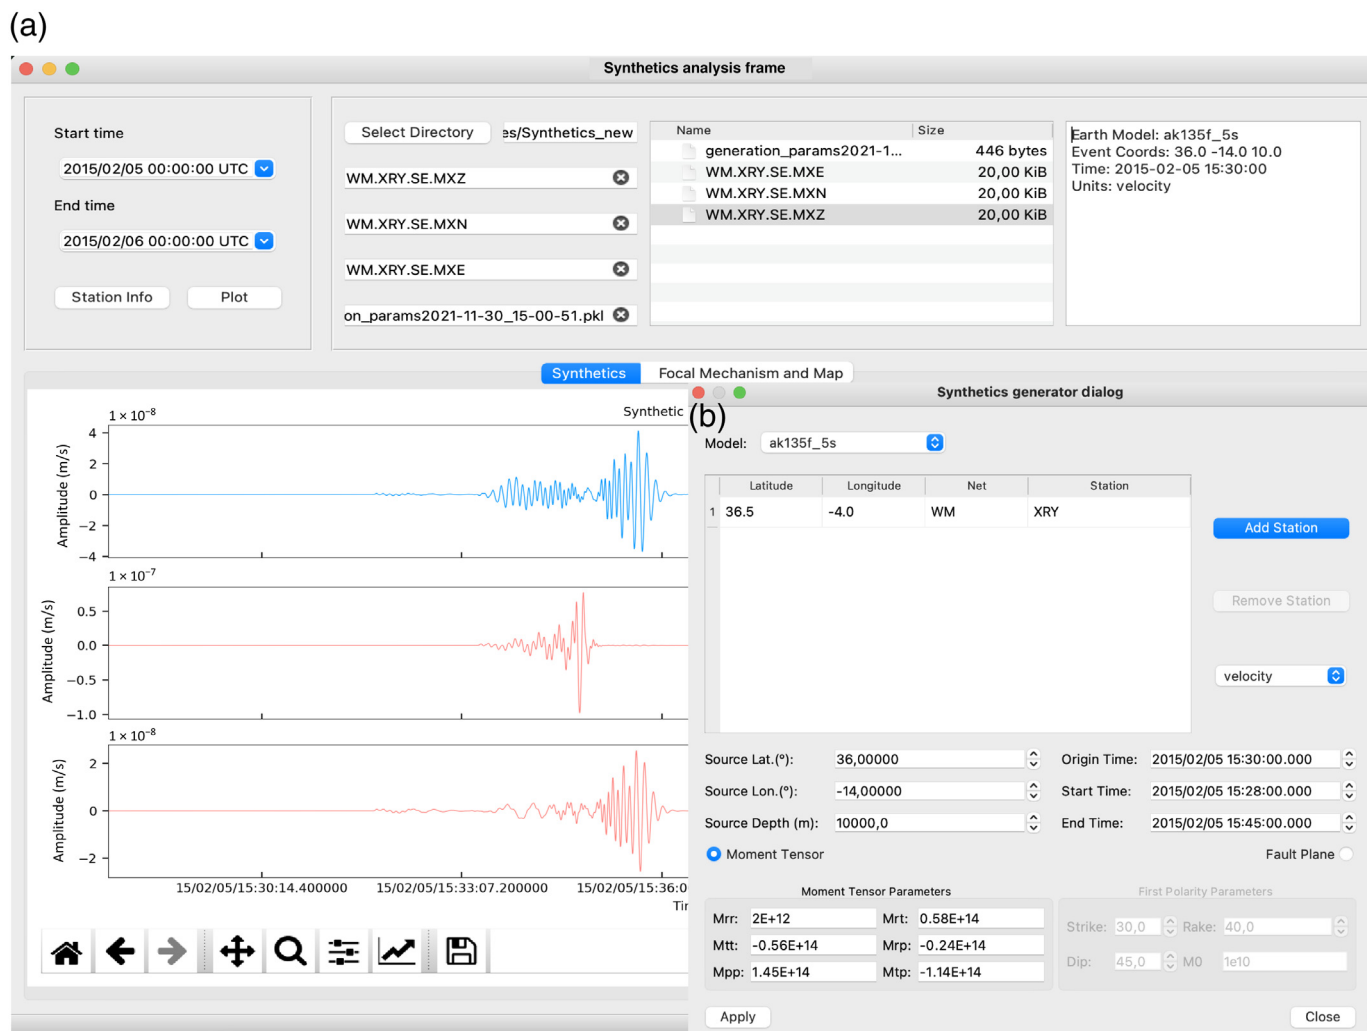 (a)
Synthetics analysis frame
Start time
2015/02/05 00:00:00 UTC
End time
2015/02/06 00:00:00 UTC
Station Info Plot
Select Directory es/Synthetics_new
WM.XRY.SE.MXZ
WM.XRY.SE.MXN
WM.XRY.SE.MXE
on_params2021-11-30_15-00-51.pkl
Name Size
generation_params2021-1... 446 bytes
WM.XRY.SE.MXE 20,00 KiB
WM.XRY.SE.MXN 20,00 KiB
WM.XRY.SE.MXZ 20,00 KiB
Earth Model: ak135f_5s
Event Coords: 36.0 -14.0 10.0
Time: 2015-02-05 15:30:00
Units: velocity
Synthetics Focal Mechanism and Map
1 × 10⁻⁸
Synthetic
Amplitude (m/s)
4
2
0
−2
−4
1 × 10⁻⁷
Amplitude (m/s)
0.5
0.0
−0.5
−1.0
1 × 10⁻⁸
Amplitude (m/s)
2
0
−2
15/02/05/15:30:14.400000 15/02/05/15:33:07.200000 15/02/05/15:36:0
Tir
(b)
Synthetics generator dialog
Model: ak135f_5s
Latitude Longitude Net Station
1 36.5 -4.0 WM XRY
Add Station
Remove Station
velocity
Source Lat.(º): 36,00000 Origin Time: 2015/02/05 15:30:00.000
Source Lon.(º): -14,00000 Start Time: 2015/02/05 15:28:00.000
Source Depth (m): 10000,0 End Time: 2015/02/05 15:45:00.000
Moment Tensor Fault Plane
Moment Tensor Parameters
Mrr: 2E+12 Mrt: 0.58E+14
Mtt: -0.56E+14 Mrp: -0.24E+14
Mpp: 1.45E+14 Mtp: -1.14E+14
First Polarity Parameters
Strike: 30,0 Rake: 40,0
Dip: 45,0 M0 1e10
Apply Close